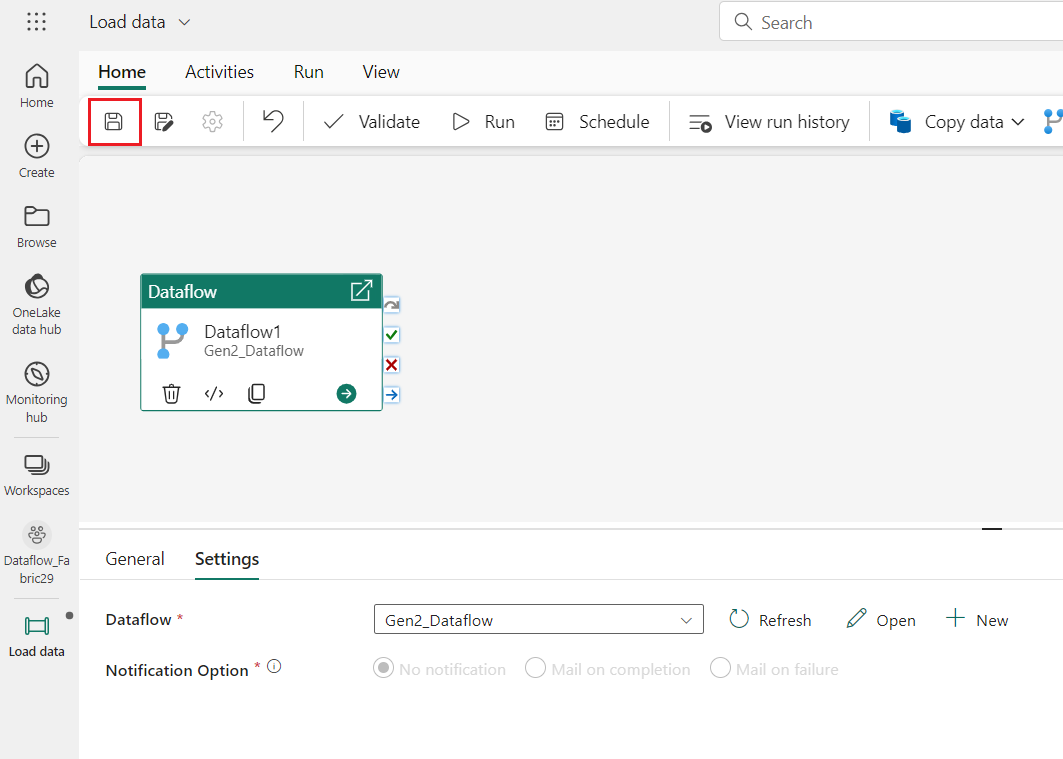 Load data
Search
Home
Activities
Run
View
Validate
Run
Schedule
View run history
Copy data
Home
Create
Browse
OneLake
data hub
Monitoring
hub
Workspaces
Dataflow_Fa
bric29
Load data
Dataflow
Dataflow1
Gen2_Dataflow
General
Settings
Dataflow *
Gen2_Dataflow
Refresh
Open
New
Notification Option *
No notification
Mail on completion
Mail on failure